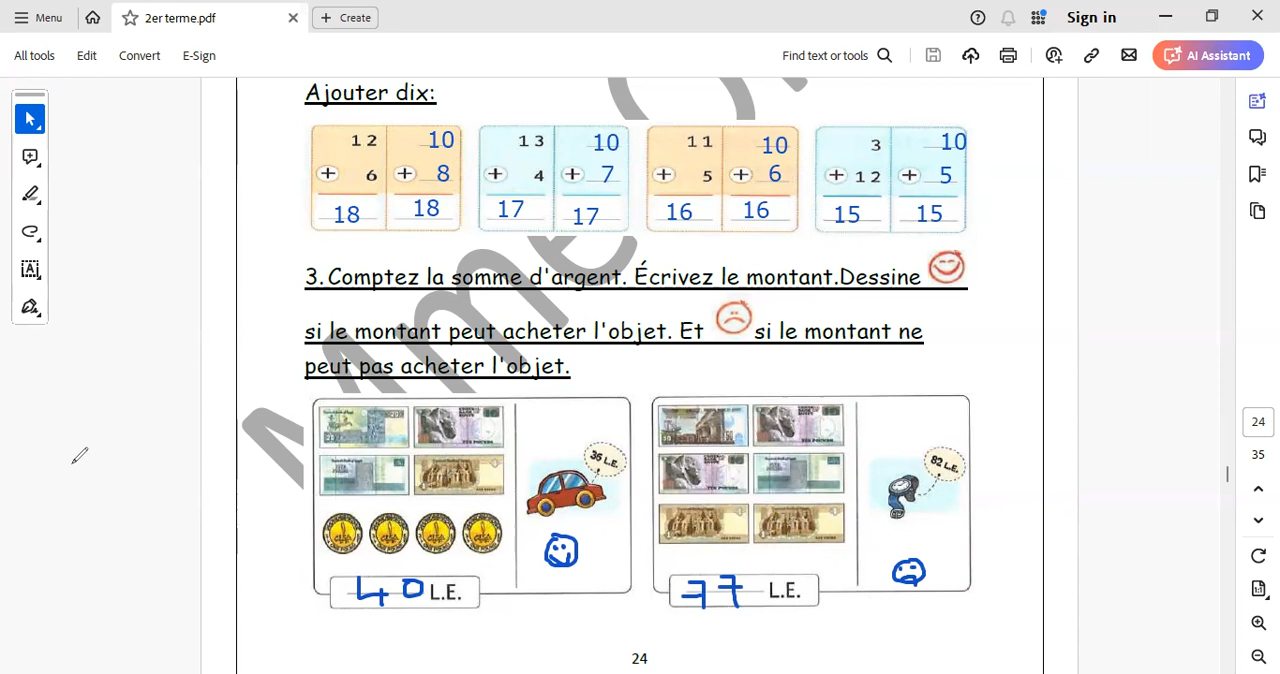 Menu
2er terme.pdf
Create
Sign in
All tools Edit Convert E-Sign
Find text or tools
AI Assistant
Ajouter dix:
12 10 13 10 11 10 3 10
+ 6 + 8 + 4 + 7 + 5 + 6 + 12 + 5
18 18 17 17 16 16 15 15
3.Comptez la somme d'argent. Écrivez le montant.Dessine
si le montant peut acheter l'objet. Et si le montant ne
peut pas acheter l'objet.
35 L.E.
82 L.E.
40 L.E.
77 L.E.
24
24
35